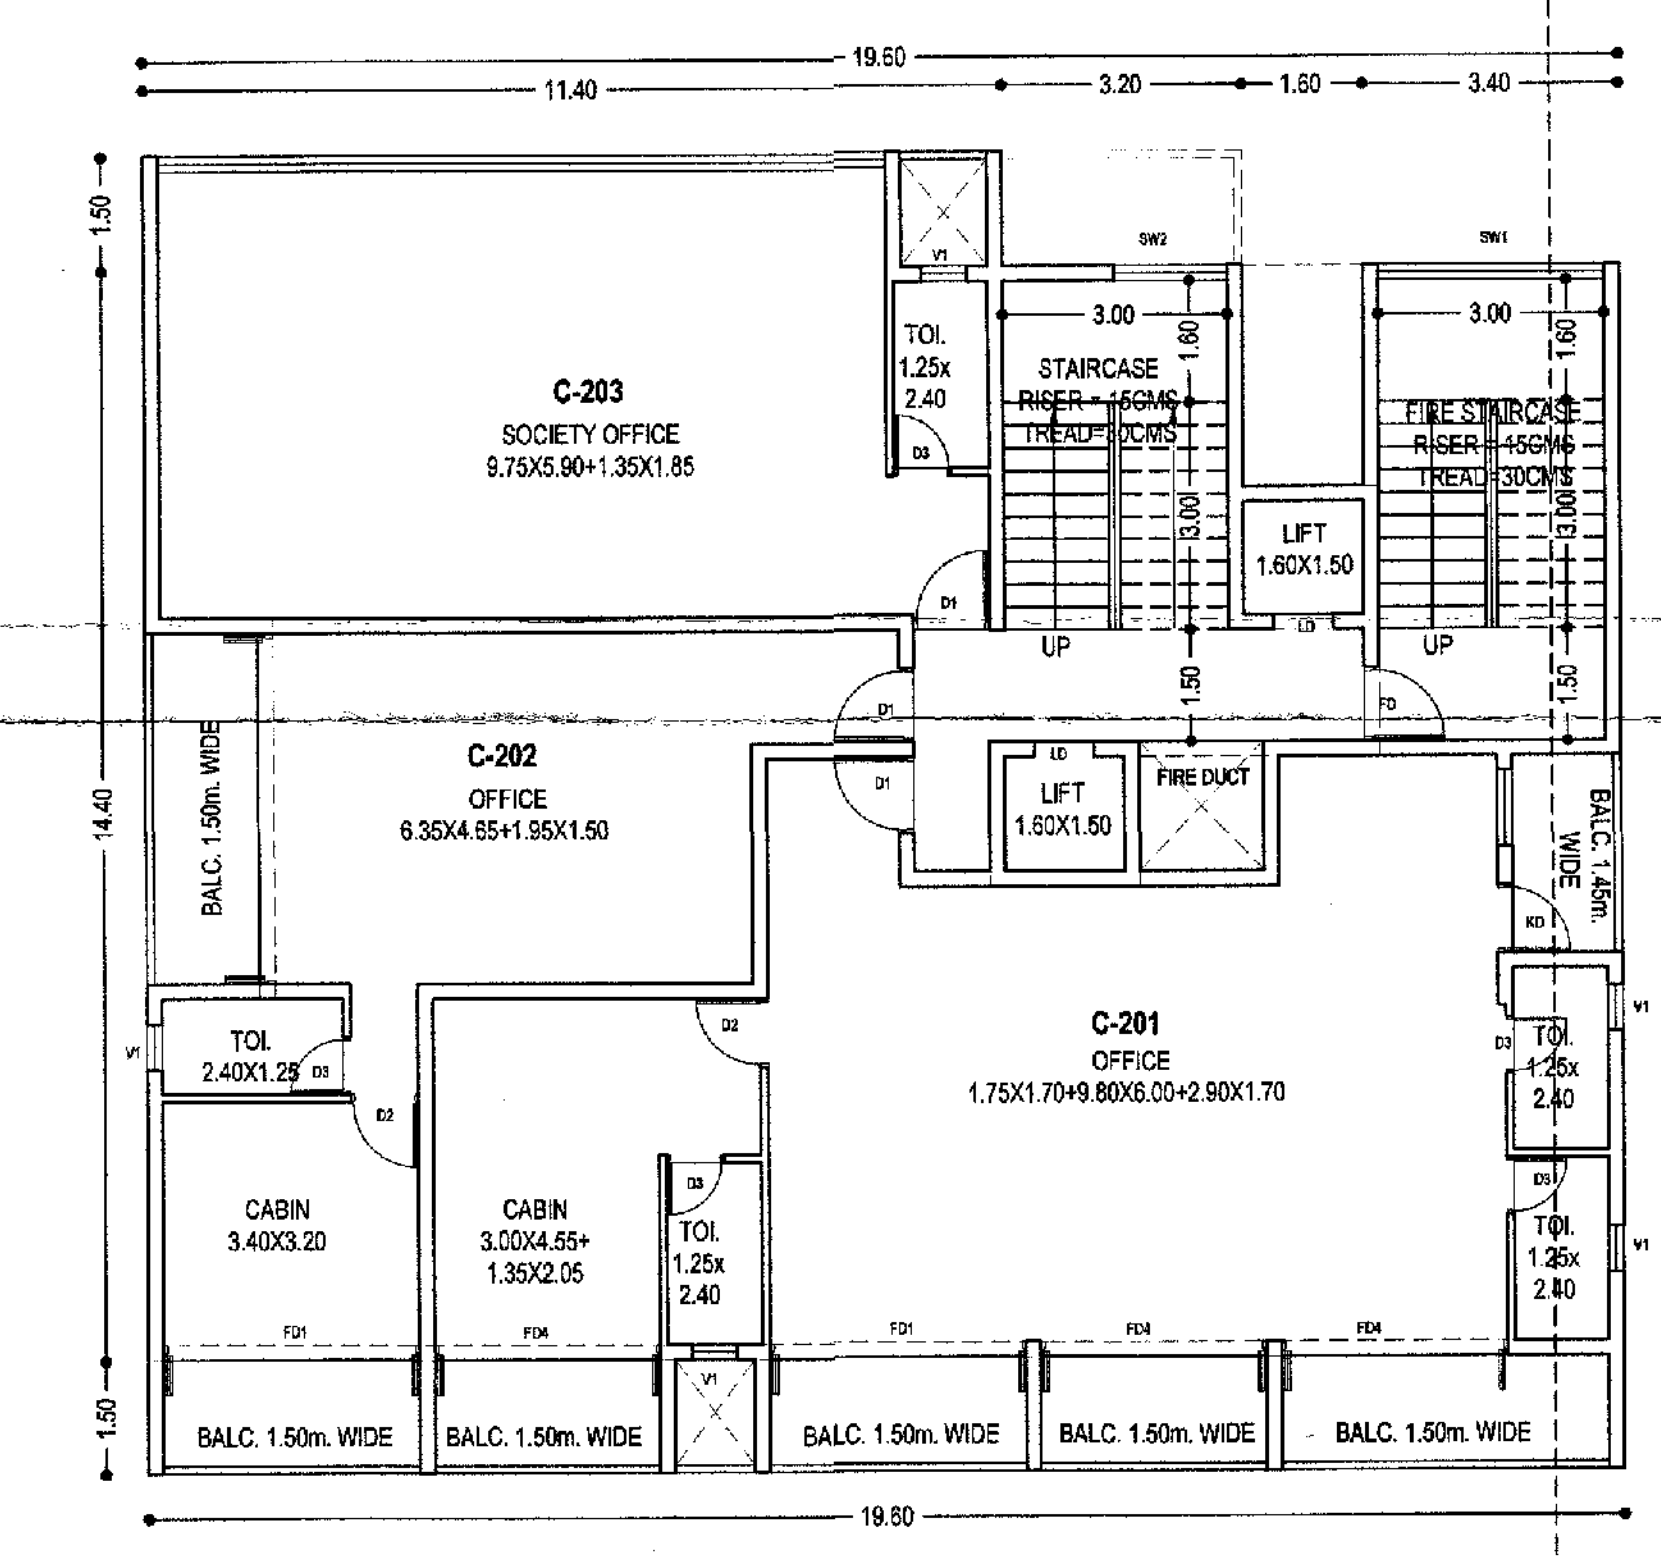 19.60
11.40
3.20
1.60
3.40
1.50
14.40
1.50
V1
SW2
SW1
TOI.
1.25x
2.40
D3
3.00
1.60
STAIRCASE
RISER = 15CMS
TREAD=30CMS
3.00
3.00
1.60
FIRE STAIRCASE
RISER = 15CMS
TREAD=30CMS
3.00
C-203
SOCIETY OFFICE
9.75X5.90+1.35X1.85
D1
LIFT
1.60X1.50
LD
UP
UP
1.50
1.50
D1
FD
BALC. 1.50m. WIDE
C-202
OFFICE
6.35X4.65+1.95X1.50
D1
LD
LIFT
1.60X1.50
FIRE DUCT
BALC. 1.45m.
WIDE
KD
V1
TOI.
2.40X1.25
D3
D2
D2
C-201
OFFICE
1.75X1.70+9.80X6.00+2.90X1.70
D3
TOI.
1.25x
2.40
V1
CABIN
3.40X3.20
CABIN
3.00X4.55+
1.35X2.05
D3
TOI.
1.25x
2.40
D3
TOI.
1.25x
2.40
V1
FD1
FD4
FD1
FD4
FD4
V1
BALC. 1.50m. WIDE
BALC. 1.50m. WIDE
BALC. 1.50m. WIDE
BALC. 1.50m. WIDE
BALC. 1.50m. WIDE
19.60